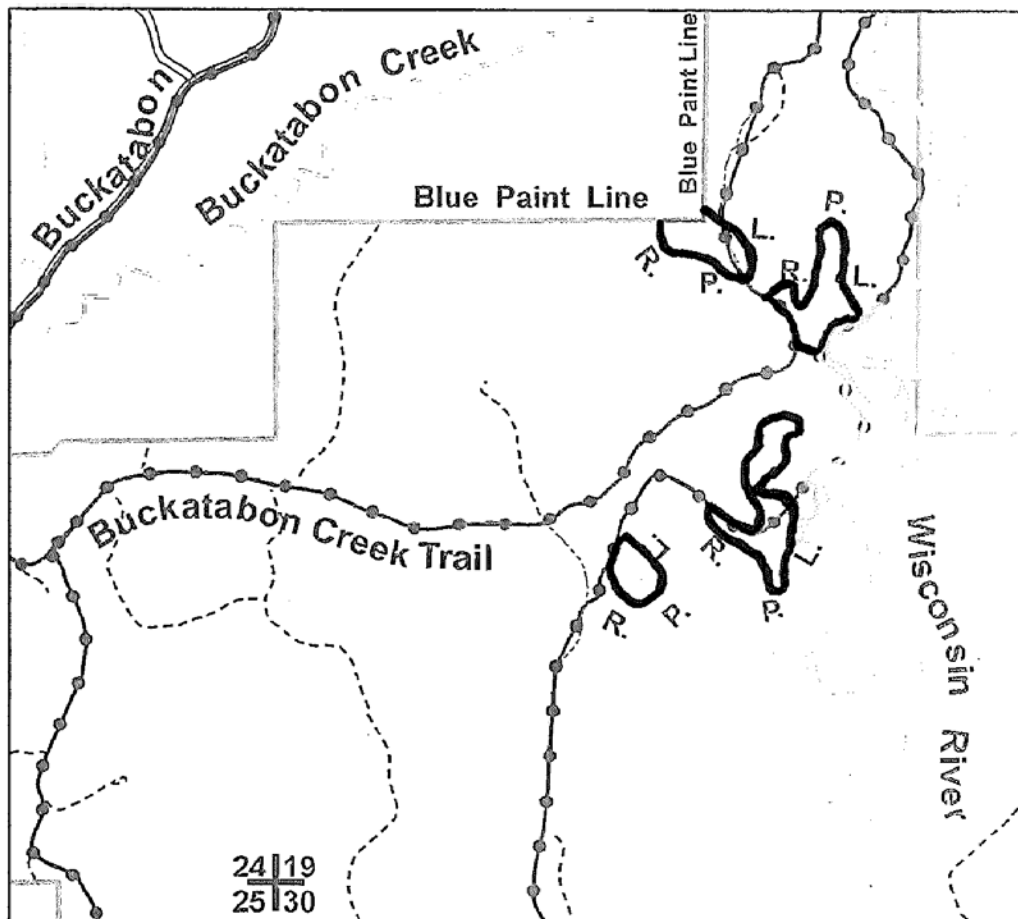 Buckatabon
Buckatabon Creek
Blue Paint Line
Blue Paint Line
R.
P.
L.
P.
R.
L.
Buckatabon Creek Trail
R.
P.
L.
R.
P.
L.
Wisconsin River
24 19
25 30